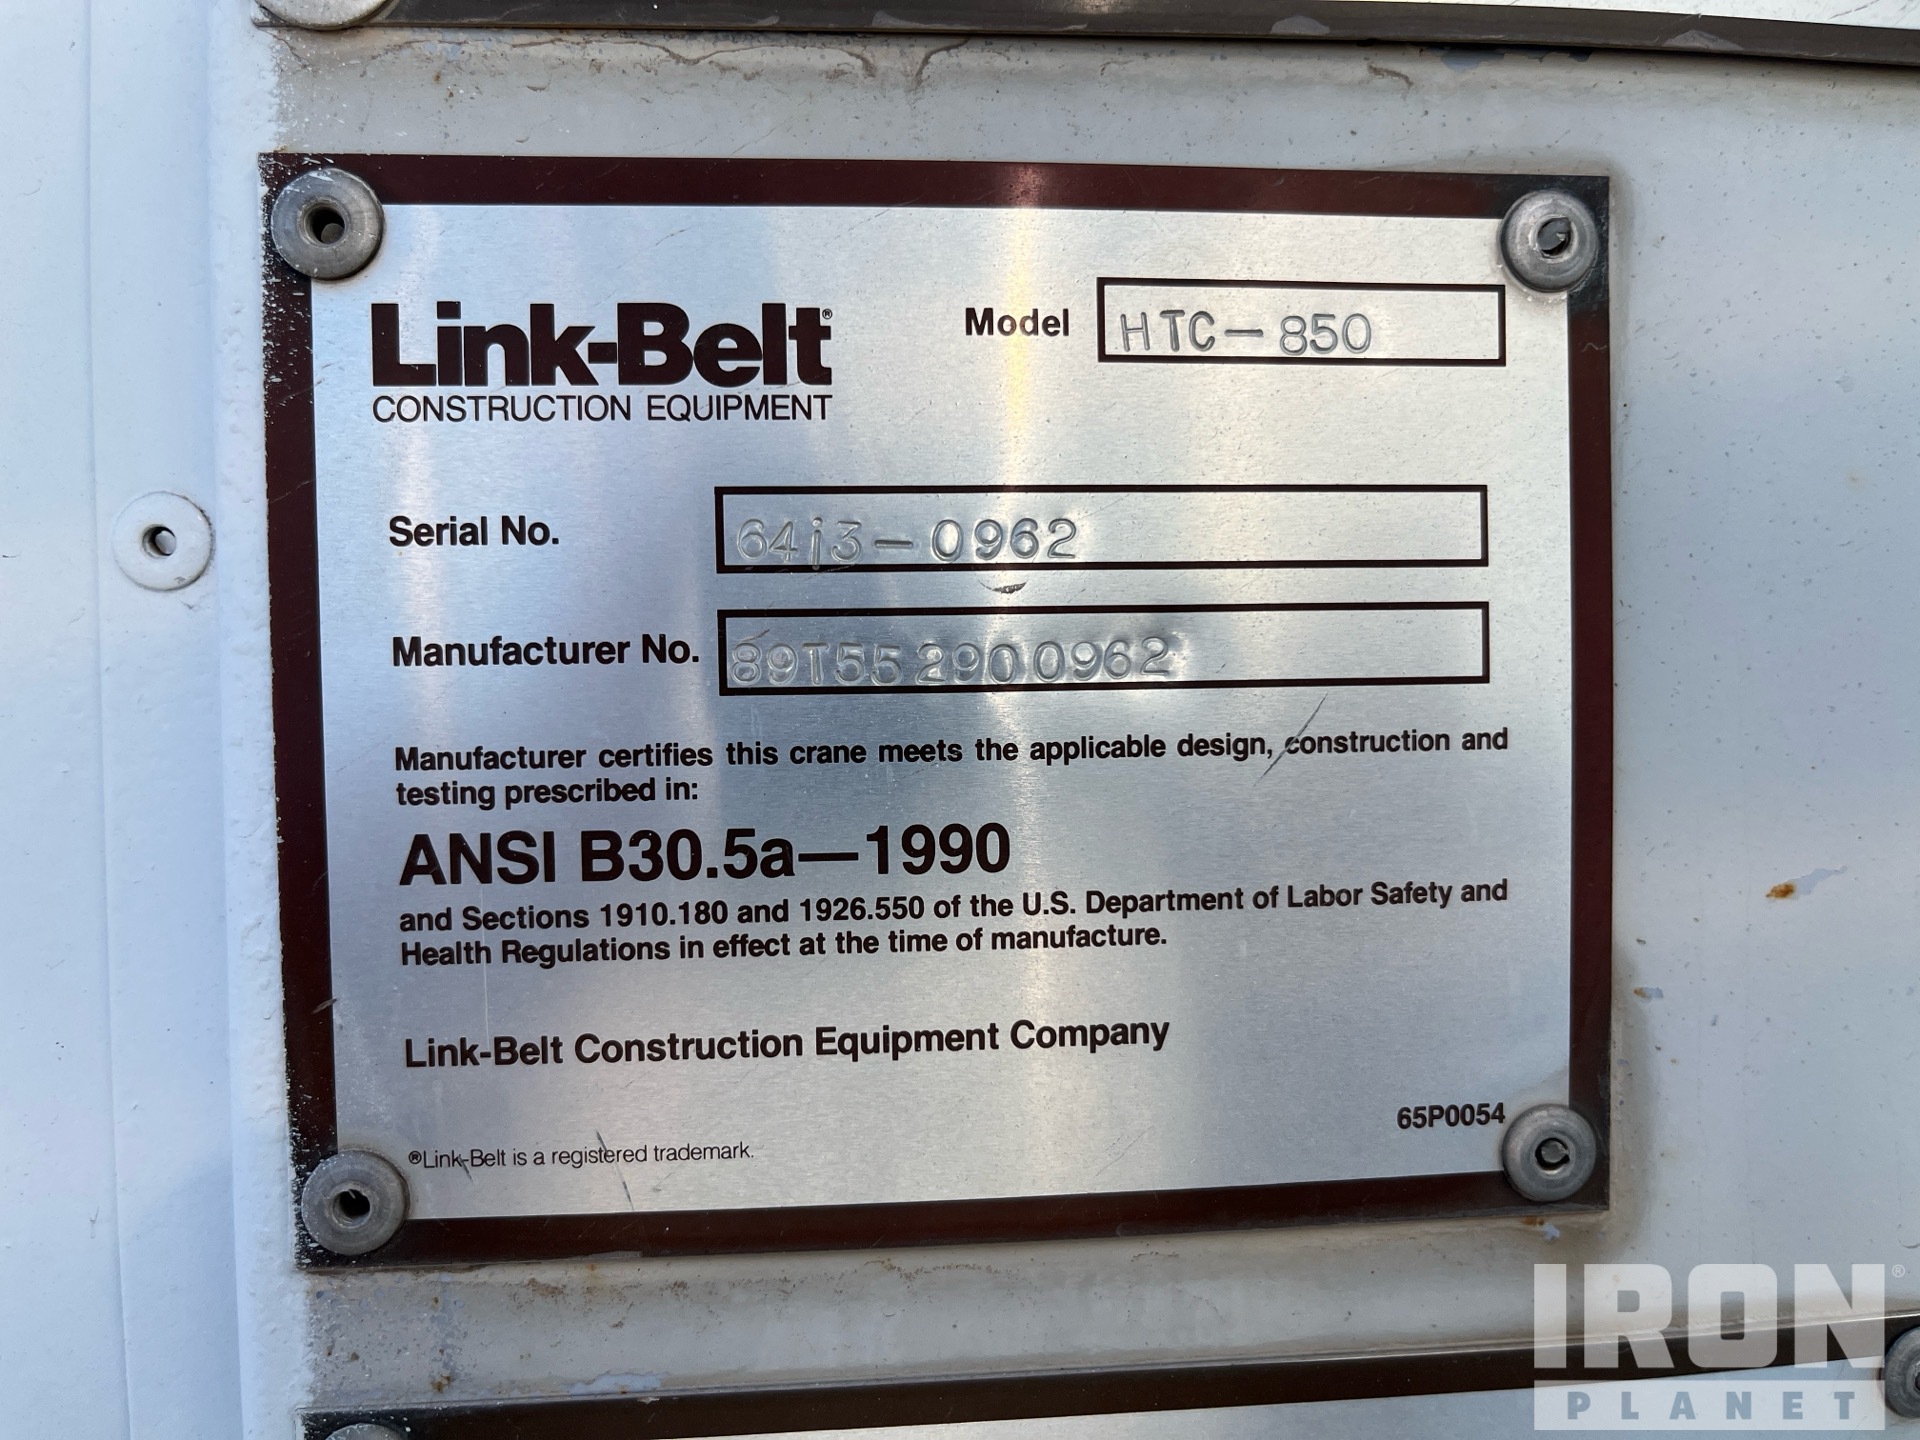 Link-Belt®
CONSTRUCTION EQUIPMENT
Model HTC-850
Serial No. 64j3-0962
Manufacturer No. 89T552900962
Manufacturer certifies this crane meets the applicable design, construction and
testing prescribed in:
ANSI B30.5a—1990
and Sections 1910.180 and 1926.550 of the U.S. Department of Labor Safety and
Health Regulations in effect at the time of manufacture.
Link-Belt Construction Equipment Company
65P0054
®Link-Belt is a registered trademark.
IRON®
PLANET